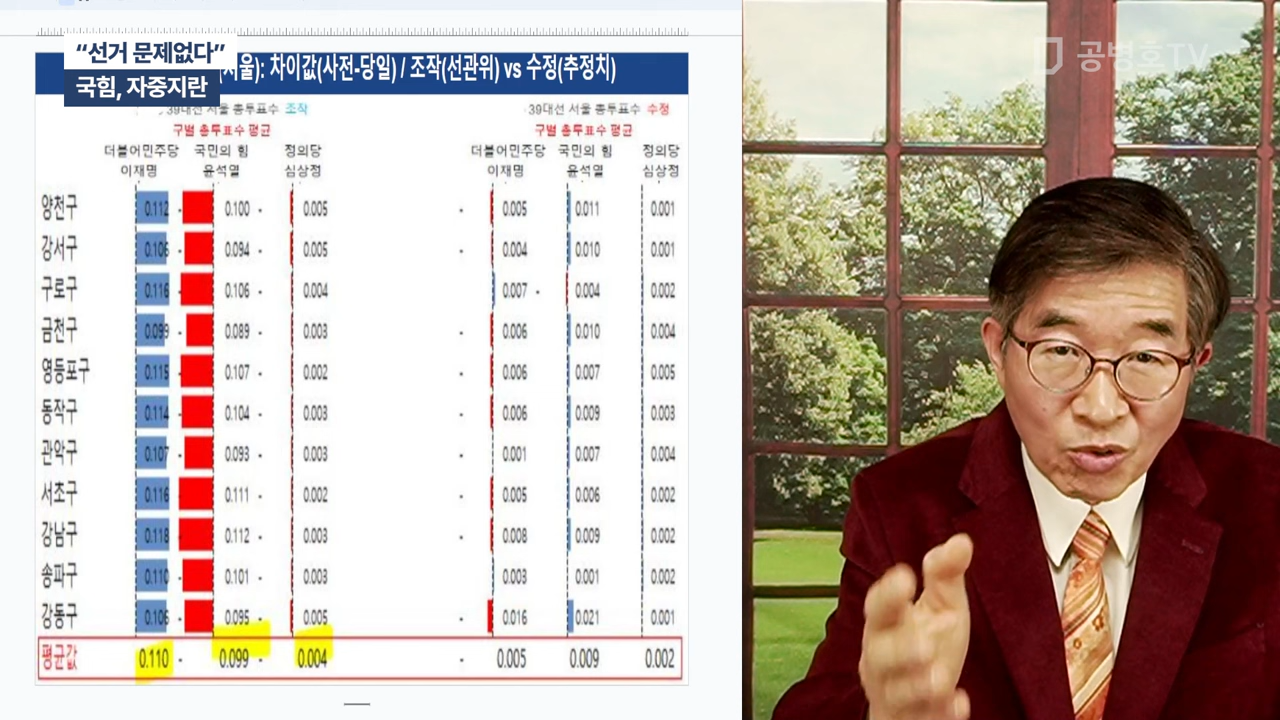 “선거 문제없다”
국힘, 자중지란
공병호TV
서울): 차이값(사전-당일) / 조작(선관위) vs 수정(추정치)
39대선 서울 총투표수 조작 39대선 서울 총투표수 수정
구별 총투표수 평균 구별 총투표수 평균
더불어민주당 국민의 힘 정의당 더불어민주당 국민의 힘 정의당
이재명 윤석열 심상정 이재명 윤석열 심상정
양천구 0.112 - 0.100 - 0.005 - 0.005 0.011 0.001
강서구 0.106 - 0.094 - 0.005 - 0.004 0.010 0.001
구로구 0.116 - 0.106 - 0.004 0.007 - 0.004 0.002
금천구 0.099 - 0.089 - 0.003 - 0.006 0.010 0.004
영등포구 0.115 - 0.107 - 0.002 - 0.006 0.007 0.005
동작구 0.114 - 0.104 - 0.003 - 0.006 0.009 0.003
관악구 0.107 - 0.093 - 0.003 - 0.001 0.007 0.004
서초구 0.116 - 0.111 - 0.002 - 0.005 0.006 0.002
강남구 0.118 - 0.112 - 0.003 - 0.008 0.009 0.002
송파구 0.110 - 0.101 - 0.003 0.003 0.001 0.002
강동구 0.106 - 0.095 - 0.005 - 0.016 0.021 0.001
평균값 0.110 - 0.099 - 0.004 - 0.005 0.009 0.002